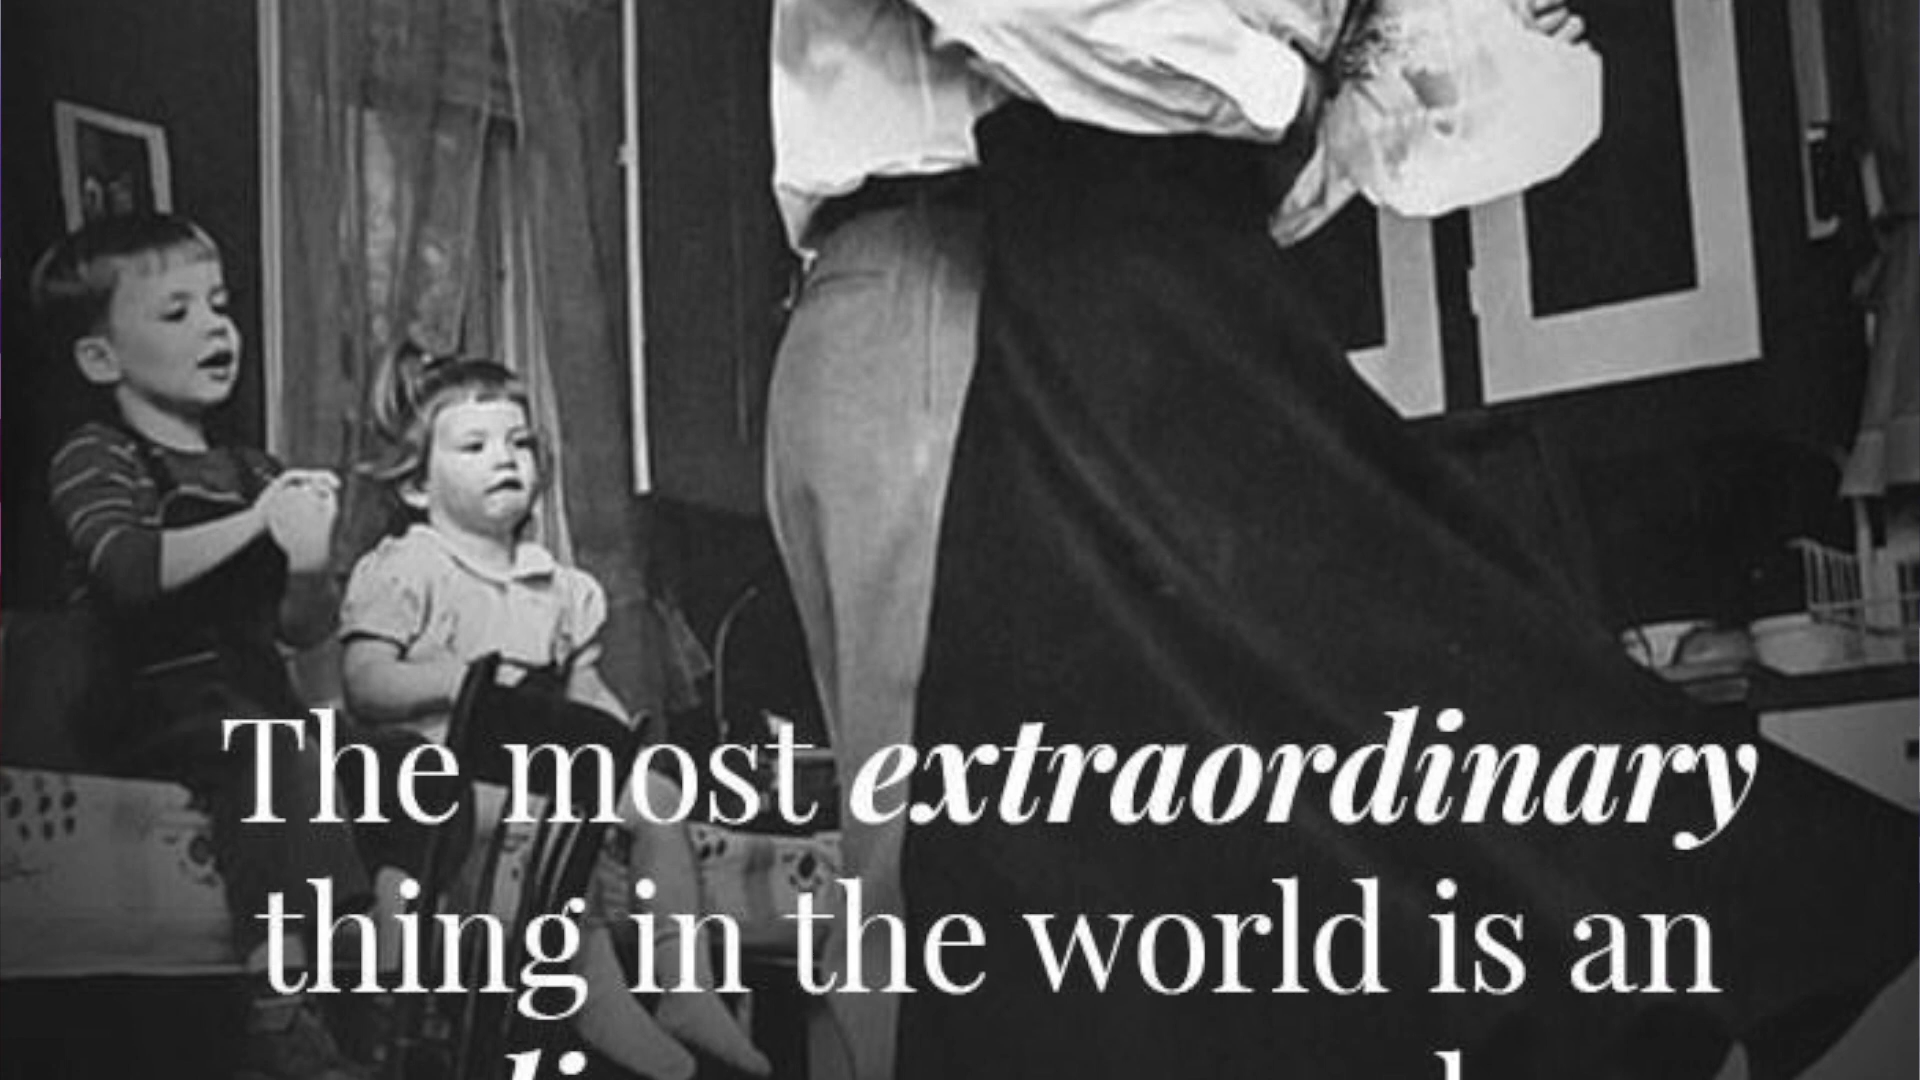 The most extraordinary
thing in the world is an